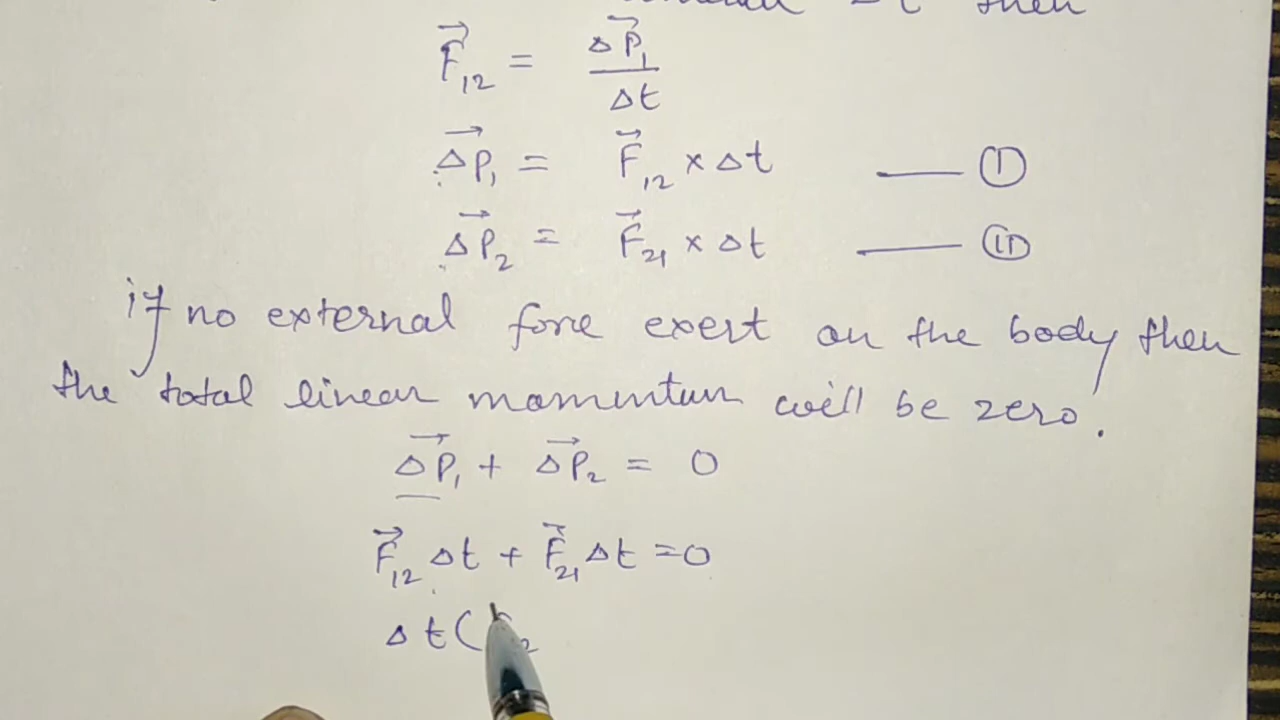 t then
F⃗₁₂ = ΔP⃗₁ / Δt
ΔP⃗₁ = F⃗₁₂ × Δt —— (I)
ΔP⃗₂ = F⃗₂₁ × Δt —— (II)
if no external force exert on the body then
the total linear momentum will be zero.
ΔP⃗₁ + ΔP⃗₂ = 0
F⃗₁₂ Δt + F⃗₂₁ Δt = 0
Δt(